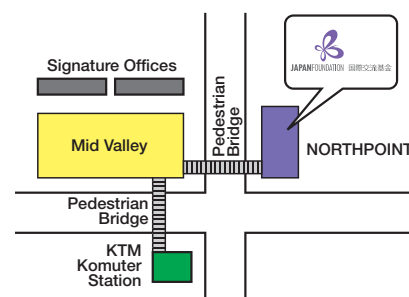 Signature Offices
Mid Valley
Pedestrian
Bridge
JAPANFOUNDATION 国際交流基金
NORTHPOINT
Pedestrian
Bridge
KTM
Komuter
Station